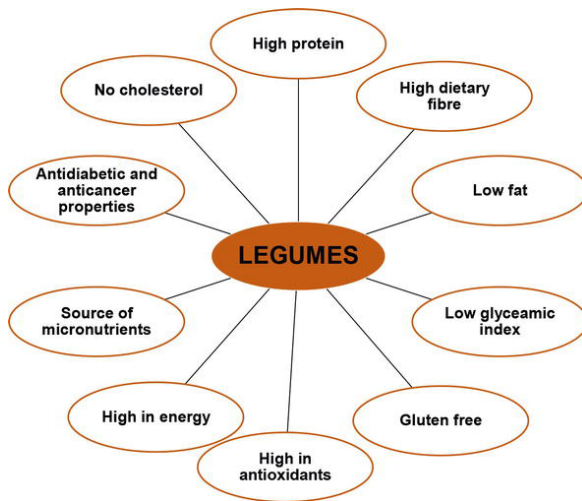 High protein
No cholesterol
High dietary
fibre
Antidiabetic and
anticancer
properties
Low fat
LEGUMES
Source of
micronutrients
Low glyceamic
index
High in energy
Gluten free
High in
antioxidants